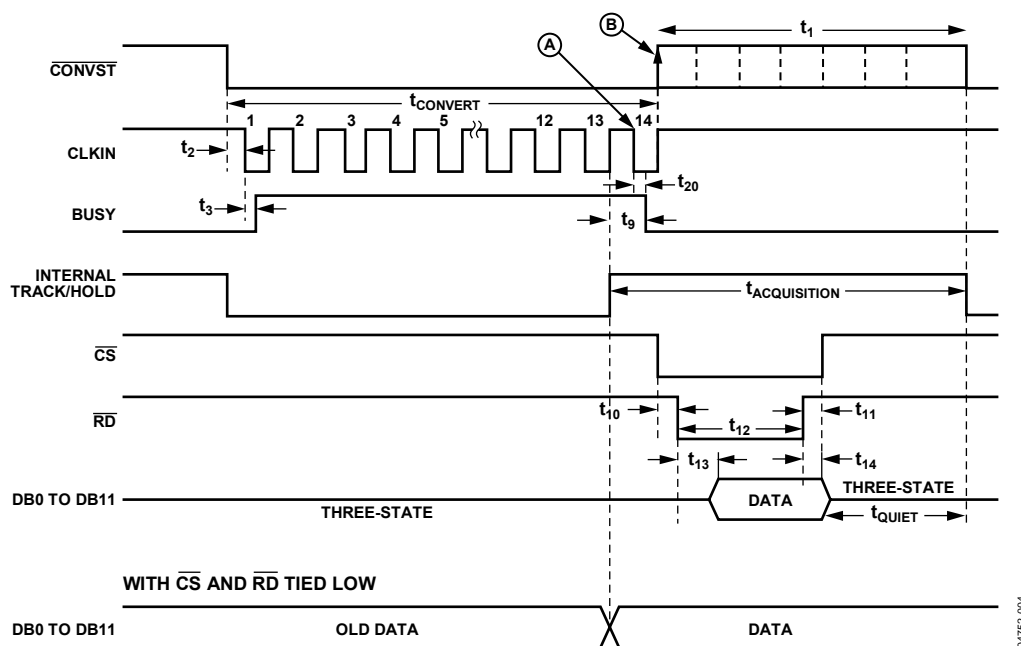 B
t1
A
CONVST
tCONVERT
1 2 3 4 5 12 13 14
t2
CLKIN
t20
t3
BUSY
t9
INTERNAL
TRACK/HOLD
tACQUISITION
CS
t10
t11
RD
t12
t13
t14
DB0 TO DB11
THREE-STATE
DATA
THREE-STATE
tQUIET
WITH CS AND RD TIED LOW
DB0 TO DB11
OLD DATA
DATA
04752-004